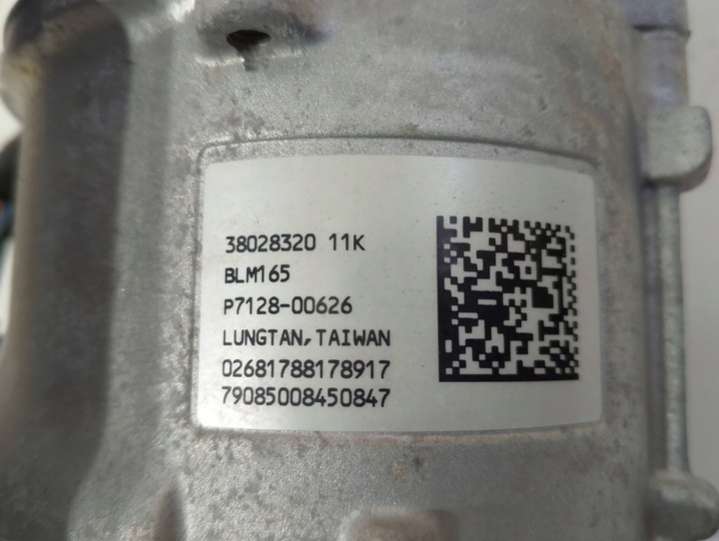 38028320 11K
BLM165
P7128-00626
LUNGTAN, TAIWAN
02681788178917
79085008450847